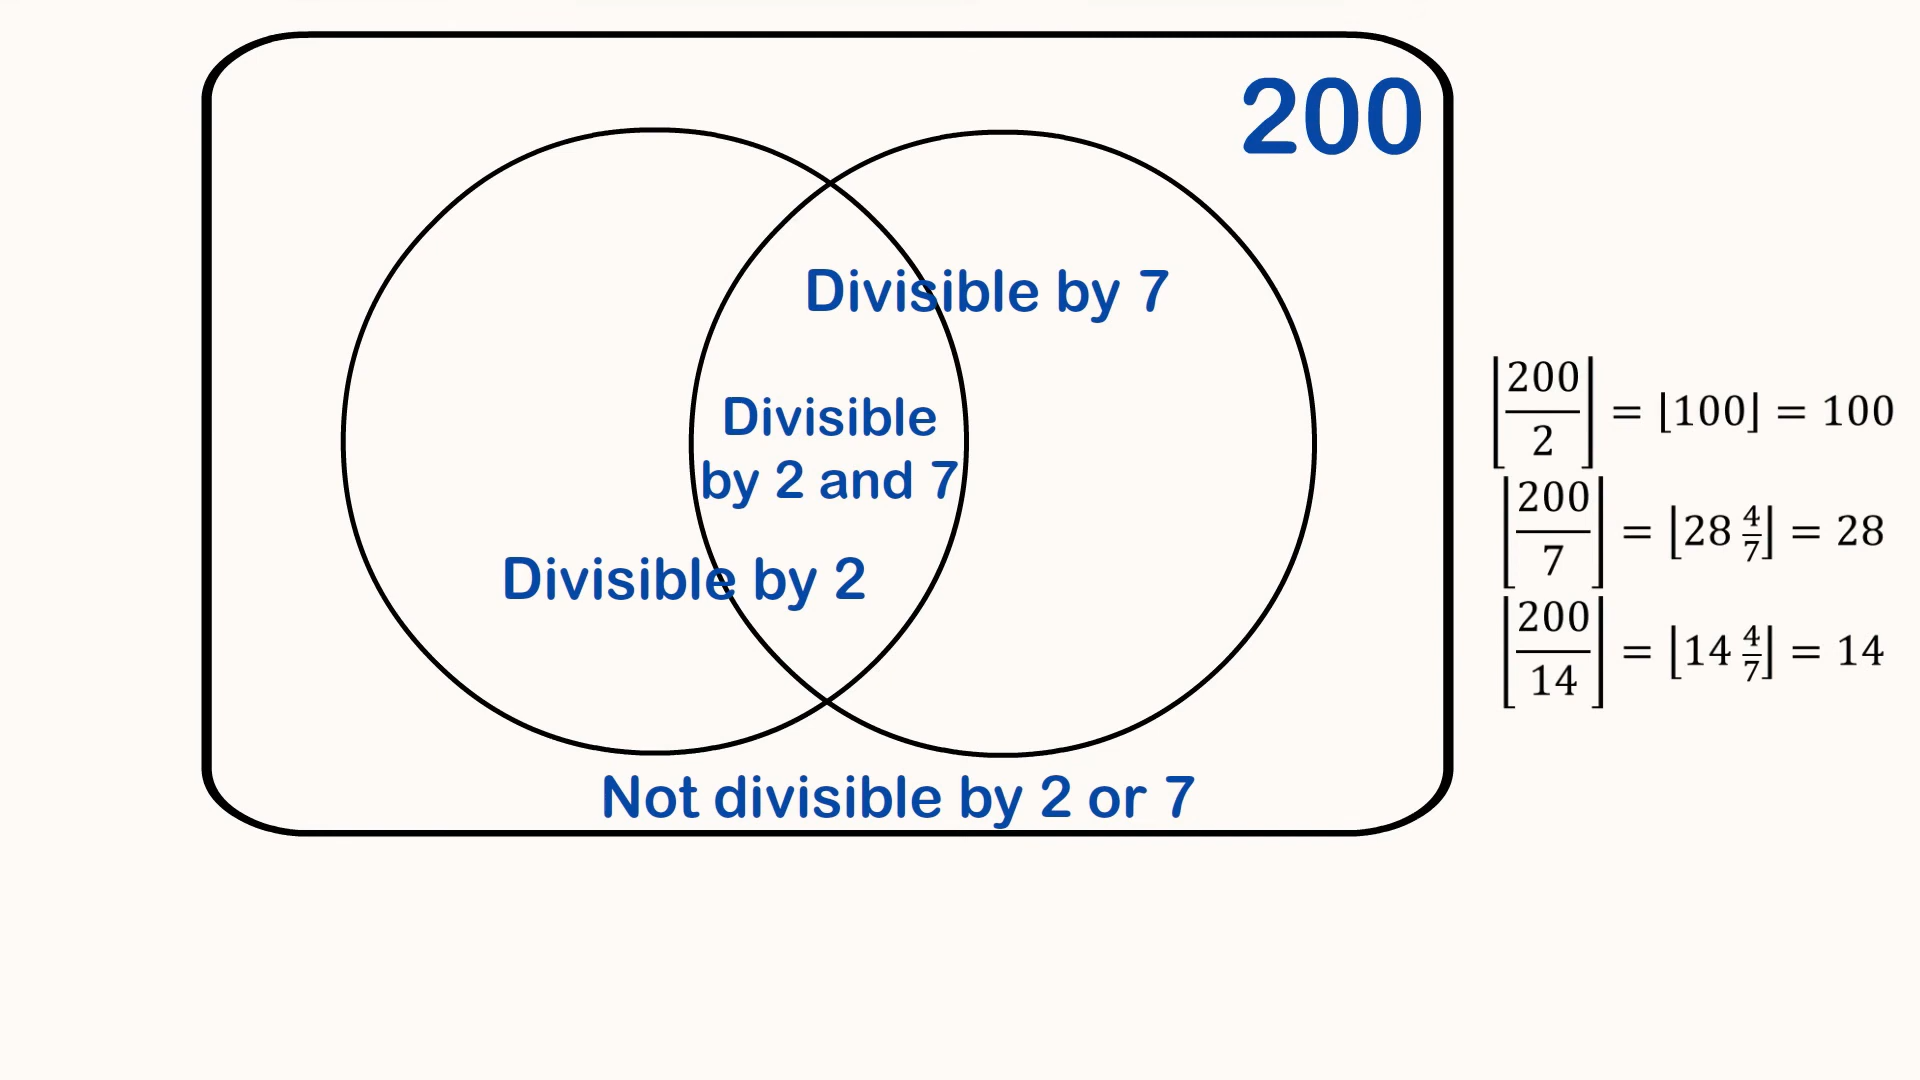 200
Divisible by 7
Divisible
by 2 and 7
Divisible by 2
Not divisible by 2 or 7
⌊200/2⌋ = ⌊100⌋ = 100
⌊200/7⌋ = ⌊28 4/7⌋ = 28
⌊200/14⌋ = ⌊14 4/7⌋ = 14